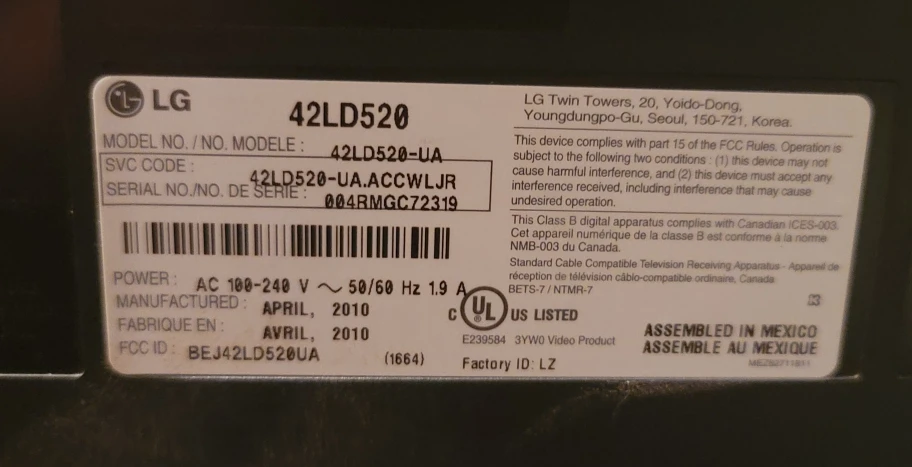 LG
42LD520
MODEL NO. / NO. MODELE : 42LD520-UA
SVC CODE : 42LD520-UA.ACCWLJR
SERIAL NO./NO. DE SERIE : 004RMGC72319
POWER : AC 100-240 V ~ 50/60 Hz 1.9 A
MANUFACTURED : APRIL, 2010
FABRIQUE EN : AVRIL, 2010
FCC ID : BEJ42LD520UA (1664)
LG Twin Towers, 20, Yoido-Dong,
Youngdungpo-Gu, Seoul, 150-721, Korea.
This device complies with part 15 of the FCC Rules. Operation is
subject to the following two conditions : (1) this device may not
cause harmful interference, and (2) this device must accept any
interference received, including interference that may cause
undesired operation.
This Class B digital apparatus complies with Canadian ICES-003.
Cet appareil numérique de la classe B est conforme à la norme
NMB-003 du Canada.
Standard Cable Compatible Television Receiving Apparatus - Appareil de
réception de télévision câblo-compatible ordinaire, Canada
BETS-7 / NTMR-7
C UL US LISTED
E239584 3YW0 Video Product
Factory ID: LZ
ASSEMBLED IN MEXICO
ASSEMBLE AU MEXIQUE